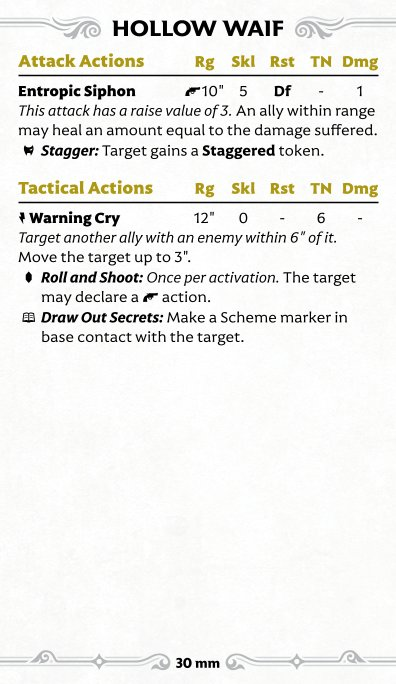 HOLLOW WAIF
Attack Actions Rg Skl Rst TN Dmg
Entropic Siphon 10" 5 Df - 1
This attack has a raise value of 3. An ally within range
may heal an amount equal to the damage suffered.
Stagger: Target gains a Staggered token.
Tactical Actions Rg Skl Rst TN Dmg
Warning Cry 12" 0 - 6 -
Target another ally with an enemy within 6" of it.
Move the target up to 3".
Roll and Shoot: Once per activation. The target
may declare a action.
Draw Out Secrets: Make a Scheme marker in
base contact with the target.
30 mm